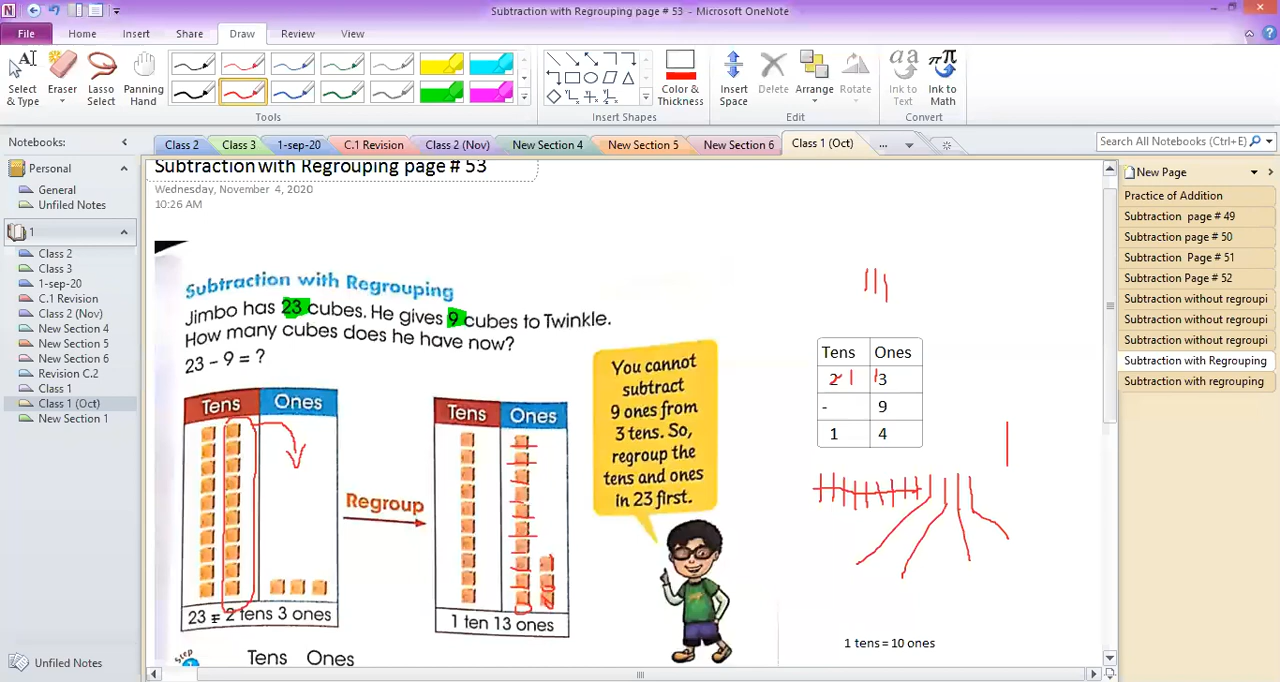 Subtraction with Regrouping page # 53 - Microsoft OneNote
File Home Insert Share Draw Review View
Select & Type
Eraser
Lasso Select
Panning Hand
Color & Thickness
Insert Space
Delete
Arrange
Rotate
Ink to Text
Ink to Math
Tools
Insert Shapes
Edit
Convert
Notebooks:
Class 2 Class 3 1-sep-20 C.1 Revision Class 2 (Nov) New Section 4 New Section 5 New Section 6 Class 1 (Oct) ...
Search All Notebooks (Ctrl+E)
Personal
General
Unfiled Notes
1
Class 2
Class 3
1-sep-20
C.1 Revision
Class 2 (Nov)
New Section 4
New Section 5
New Section 6
Revision C.2
Class 1
Class 1 (Oct)
New Section 1
Unfiled Notes
Subtraction with Regrouping page # 53
Wednesday, November 4, 2020
10:26 AM
Subtraction with Regrouping
Jimbo has 23 cubes. He gives 9 cubes to Twinkle.
How many cubes does he have now?
23 - 9 = ?
Tens Ones
23 = 2 tens 3 ones
Regroup
Tens Ones
1 ten 13 ones
You cannot
subtract
9 ones from
3 tens. So,
regroup the
tens and ones
in 23 first.
Step
1
Tens Ones
Tens Ones
2 1 1 3
- 9
1 4
1 tens = 10 ones
New Page
Practice of Addition
Subtraction page # 49
Subtraction page # 50
Subtraction Page # 51
Subtraction Page # 52
Subtraction without regroupi
Subtraction without regroupi
Subtraction without regroupi
Subtraction with Regrouping
Subtraction with regrouping